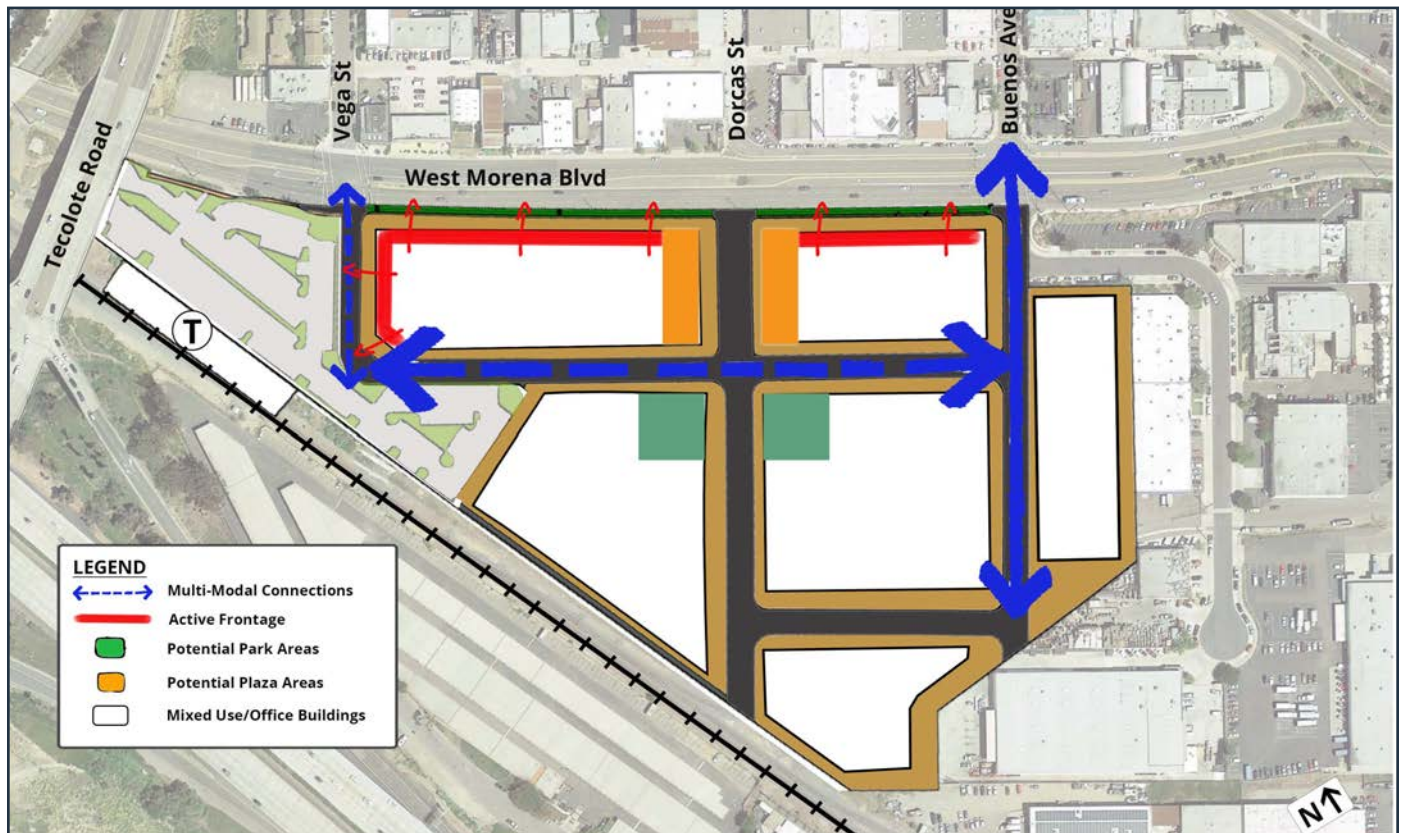 Vega St
Dorcas St
Buenos Ave
Tecolote Road
West Morena Blvd
T
LEGEND
Multi-Modal Connections
Active Frontage
Potential Park Areas
Potential Plaza Areas
Mixed Use/Office Buildings
N